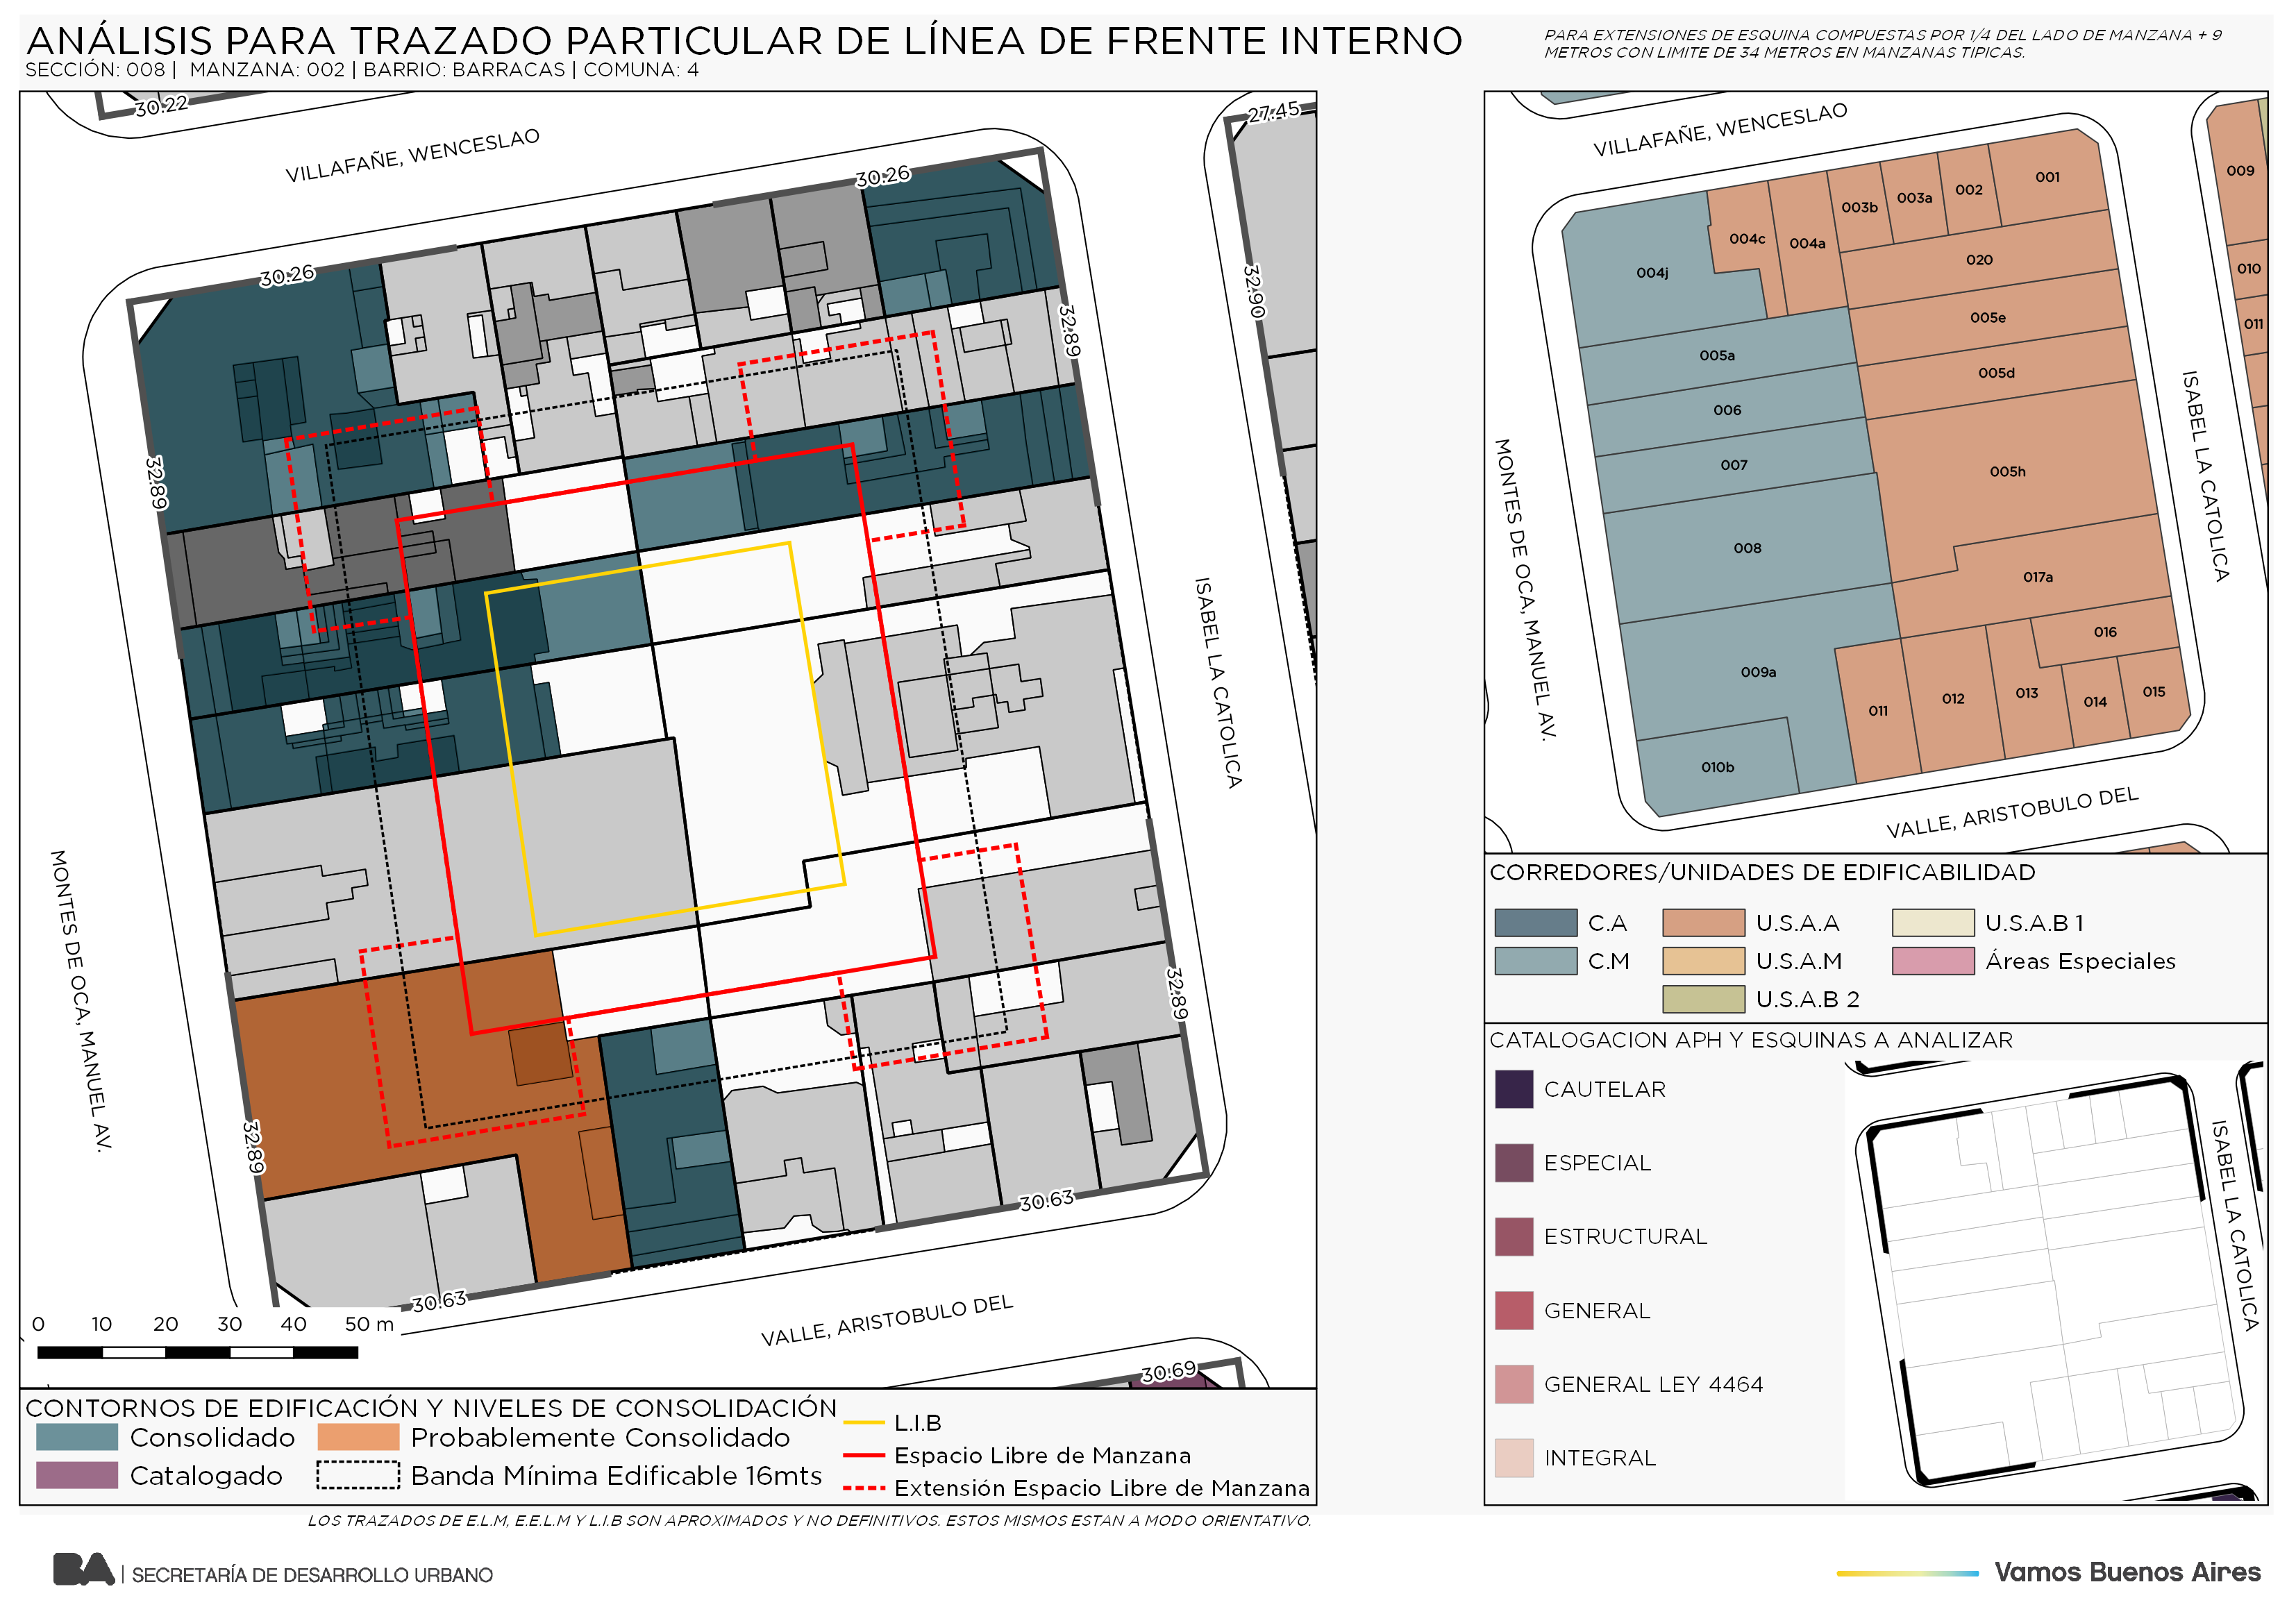 ANÁLISIS PARA TRAZADO PARTICULAR DE LÍNEA DE FRENTE INTERNO
SECCIÓN: 008 | MANZANA: 002 | BARRIO: BARRACAS | COMUNA: 4
PARA EXTENSIONES DE ESQUINA COMPUESTAS POR 1/4 DEL LADO DE MANZANA + 9
METROS CON LIMITE DE 34 METROS EN MANZANAS TIPICAS.
30.22
27.45
VILLAFAÑE, WENCESLAO
30.26
30.26
32.90
32.89
32.89
ISABEL LA CATOLICA
MONTES DE OCA, MANUEL AV.
32.89
32.89
30.63
30.63
VALLE, ARISTOBULO DEL
30.69
0 10 20 30 40 50 m
CONTORNOS DE EDIFICACIÓN Y NIVELES DE CONSOLIDACIÓN
Consolidado
Probablemente Consolidado
Catalogado
Banda Mínima Edificable 16mts
L.I.B
Espacio Libre de Manzana
Extensión Espacio Libre de Manzana
LOS TRAZADOS DE E.L.M, E.E.L.M Y L.I.B SON APROXIMADOS Y NO DEFINITIVOS. ESTOS MISMOS ESTAN A MODO ORIENTATIVO.
VILLAFAÑE, WENCESLAO
009
001
002
003a
003b
004c
004a
004j
020
010
005e
011
005a
005d
006
007
005h
008
017a
016
009a
015
013
012
014
011
010b
ISABEL LA CATOLICA
MONTES DE OCA, MANUEL AV.
VALLE, ARISTOBULO DEL
CORREDORES/UNIDADES DE EDIFICABILIDAD
C.A
U.S.A.A
U.S.A.B 1
C.M
U.S.A.M
Áreas Especiales
U.S.A.B 2
CATALOGACION APH Y ESQUINAS A ANALIZAR
CAUTELAR
ESPECIAL
ESTRUCTURAL
GENERAL
GENERAL LEY 4464
INTEGRAL
ISABEL LA CATOLICA
BA | SECRETARÍA DE DESARROLLO URBANO
Vamos Buenos Aires